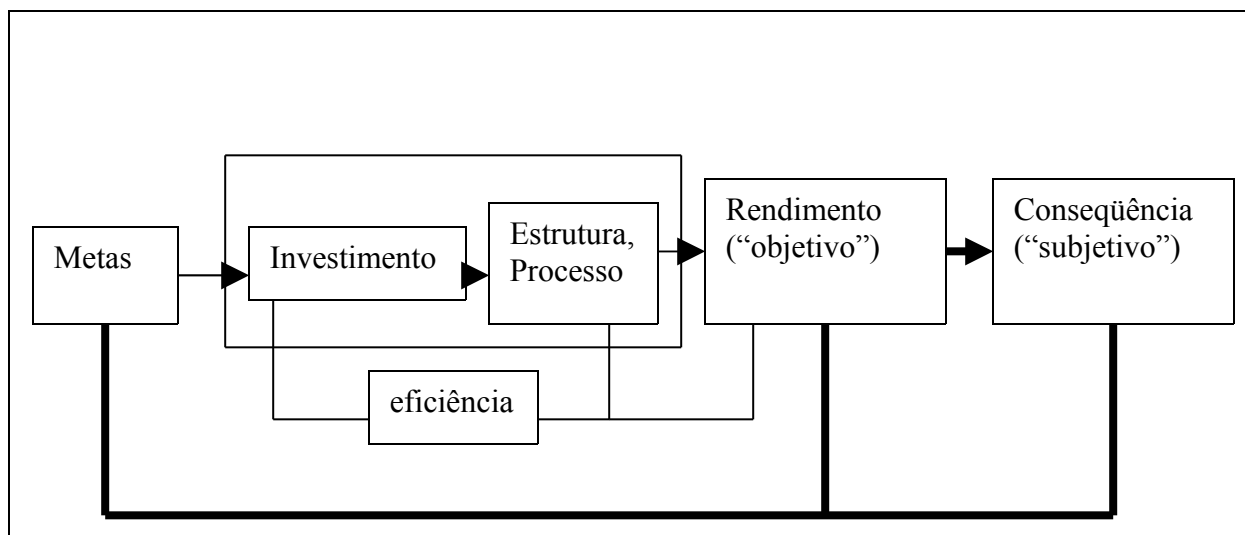 Metas
Investimento
Estrutura,
Processo
Rendimento
(“objetivo”)
Conseqüência
(“subjetivo”)
eficiência